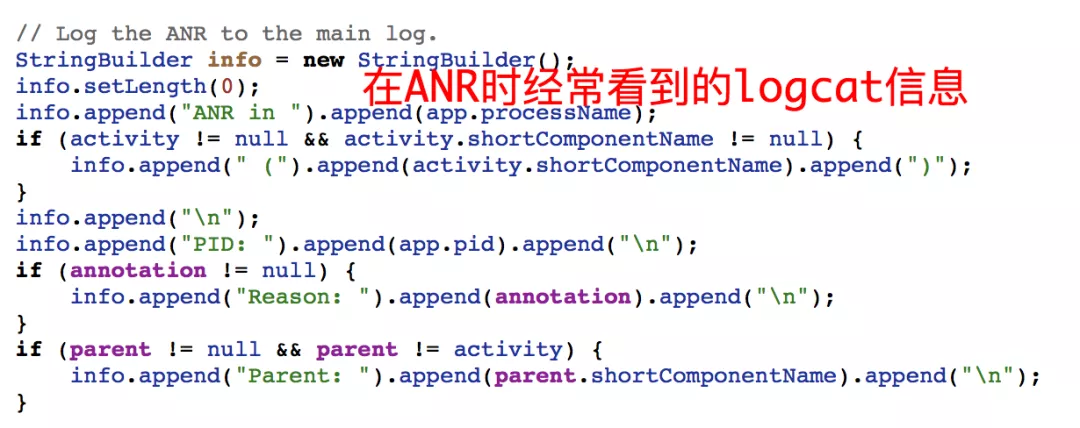 // Log the ANR to the main log.
StringBuilder info = new StringBuilder();
在ANR时经常看到的logcat信息
info.setLength(0);
info.append("ANR in ").append(app.processName);
if (activity != null && activity.shortComponentName != null) {
    info.append(" (").append(activity.shortComponentName).append(")");
}
info.append("\n");
info.append("PID: ").append(app.pid).append("\n");
if (annotation != null) {
    info.append("Reason: ").append(annotation).append("\n");
}
if (parent != null && parent != activity) {
    info.append("Parent: ").append(parent.shortComponentName).append("\n");
}